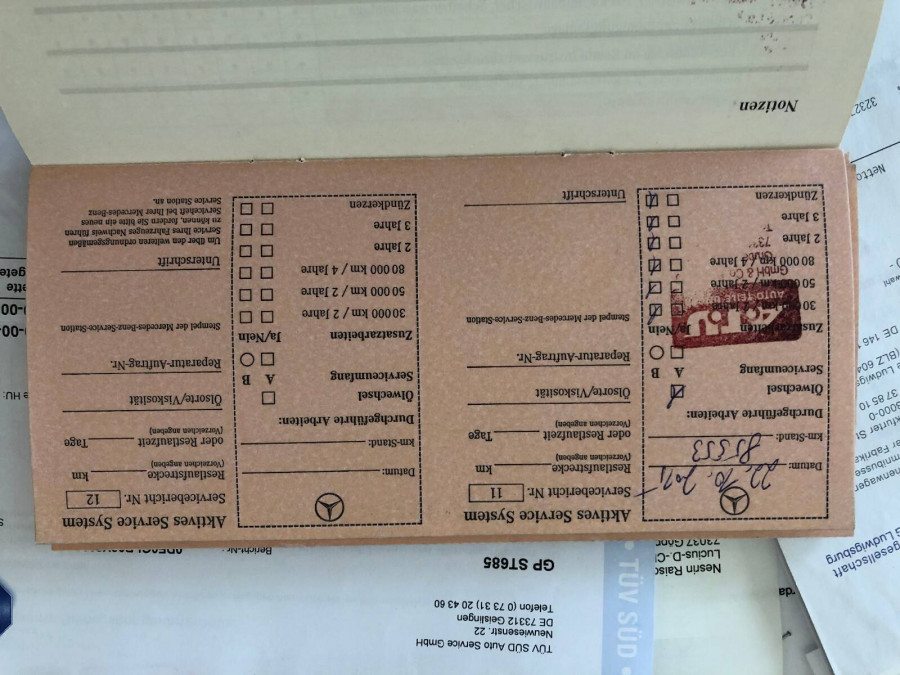 TÜV SÜD Auto Service GmbH
Neuwiesenstr. 22
DE 73312 Geislingen
Telefon (0 73 31) 20 43 60
TÜV SÜD
GP ST685
Bericht-Nr.:
Aktives Service System
Servicebericht Nr. 11
Restlaufstrecke km
(Vorzeichen angeben)
oder Restlaufzeit Tage
(Vorzeichen angeben)
Ölsorte/Viskosität
Reparatur-Auftrag-Nr.
Stempel der Mercedes-Benz-Service-Station
Unterschrift
Datum:
km-Stand: 85553
Durchgeführte Arbeiten:
Ölwechsel
A B
Serviceumfang
Zusatzarbeiten Ja/Nein
30 000 km / 2 Jahre
50 000 km / 2 Jahre
80 000 km / 4 Jahre
2 Jahre
3 Jahre
Zündkerzen
GmbH & Co
Aktives Service System
Servicebericht Nr. 12
Restlaufstrecke km
(Vorzeichen angeben)
oder Restlaufzeit Tage
(Vorzeichen angeben)
Ölsorte/Viskosität
Reparatur-Auftrag-Nr.
Stempel der Mercedes-Benz-Service-Station
Unterschrift
Um über den weiteren ordnungsgemäßen
Service Ihres Fahrzeuges Nachweis führen
zu können, fordern Sie bitte ein neues
Serviceheft bei Ihrer Mercedes-Benz
Service Station an.
Datum:
km-Stand:
Durchgeführte Arbeiten:
Ölwechsel
A B
Serviceumfang
Zusatzarbeiten Ja/Nein
30 000 km / 2 Jahre
50 000 km / 2 Jahre
80 000 km / 4 Jahre
2 Jahre
3 Jahre
Zündkerzen
Notizen